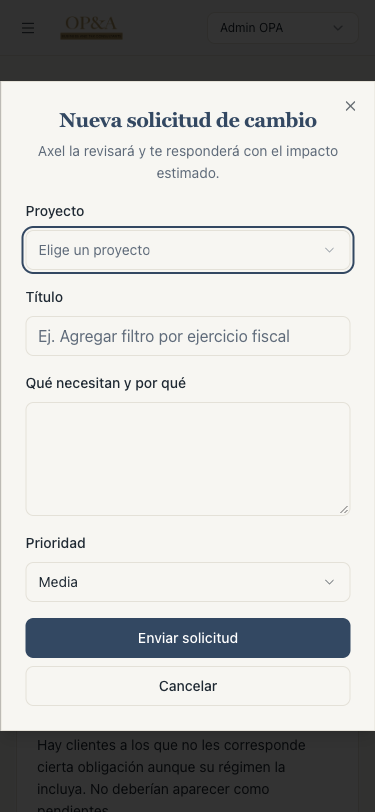 OP&A
Admin OPA
Nueva solicitud de cambio
Axel la revisará y te responderá con el impacto
estimado.
Proyecto
Elige un proyecto
Título
Ej. Agregar filtro por ejercicio fiscal
Qué necesitan y por qué
Prioridad
Media
Enviar solicitud
Cancelar
Hay clientes a los que no les corresponde
cierta obligación aunque su régimen la
incluya. No deberían aparecer como
pendientes